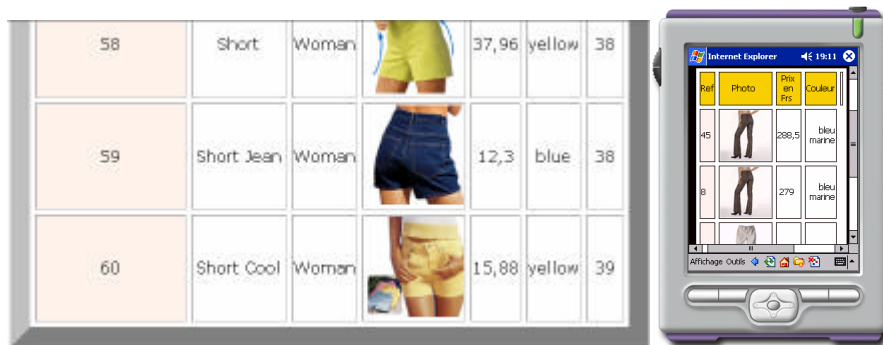 58 Short Woman 37,96 yellow 38
59 Short Jean Woman 12,3 blue 38
60 Short Cool Woman 15,88 yellow 39
Internet Explorer 19:11
Ref Photo Prix en Frs Couleur
45 288,5 bleu marine
8 279 bleu marine
Affichage Outils